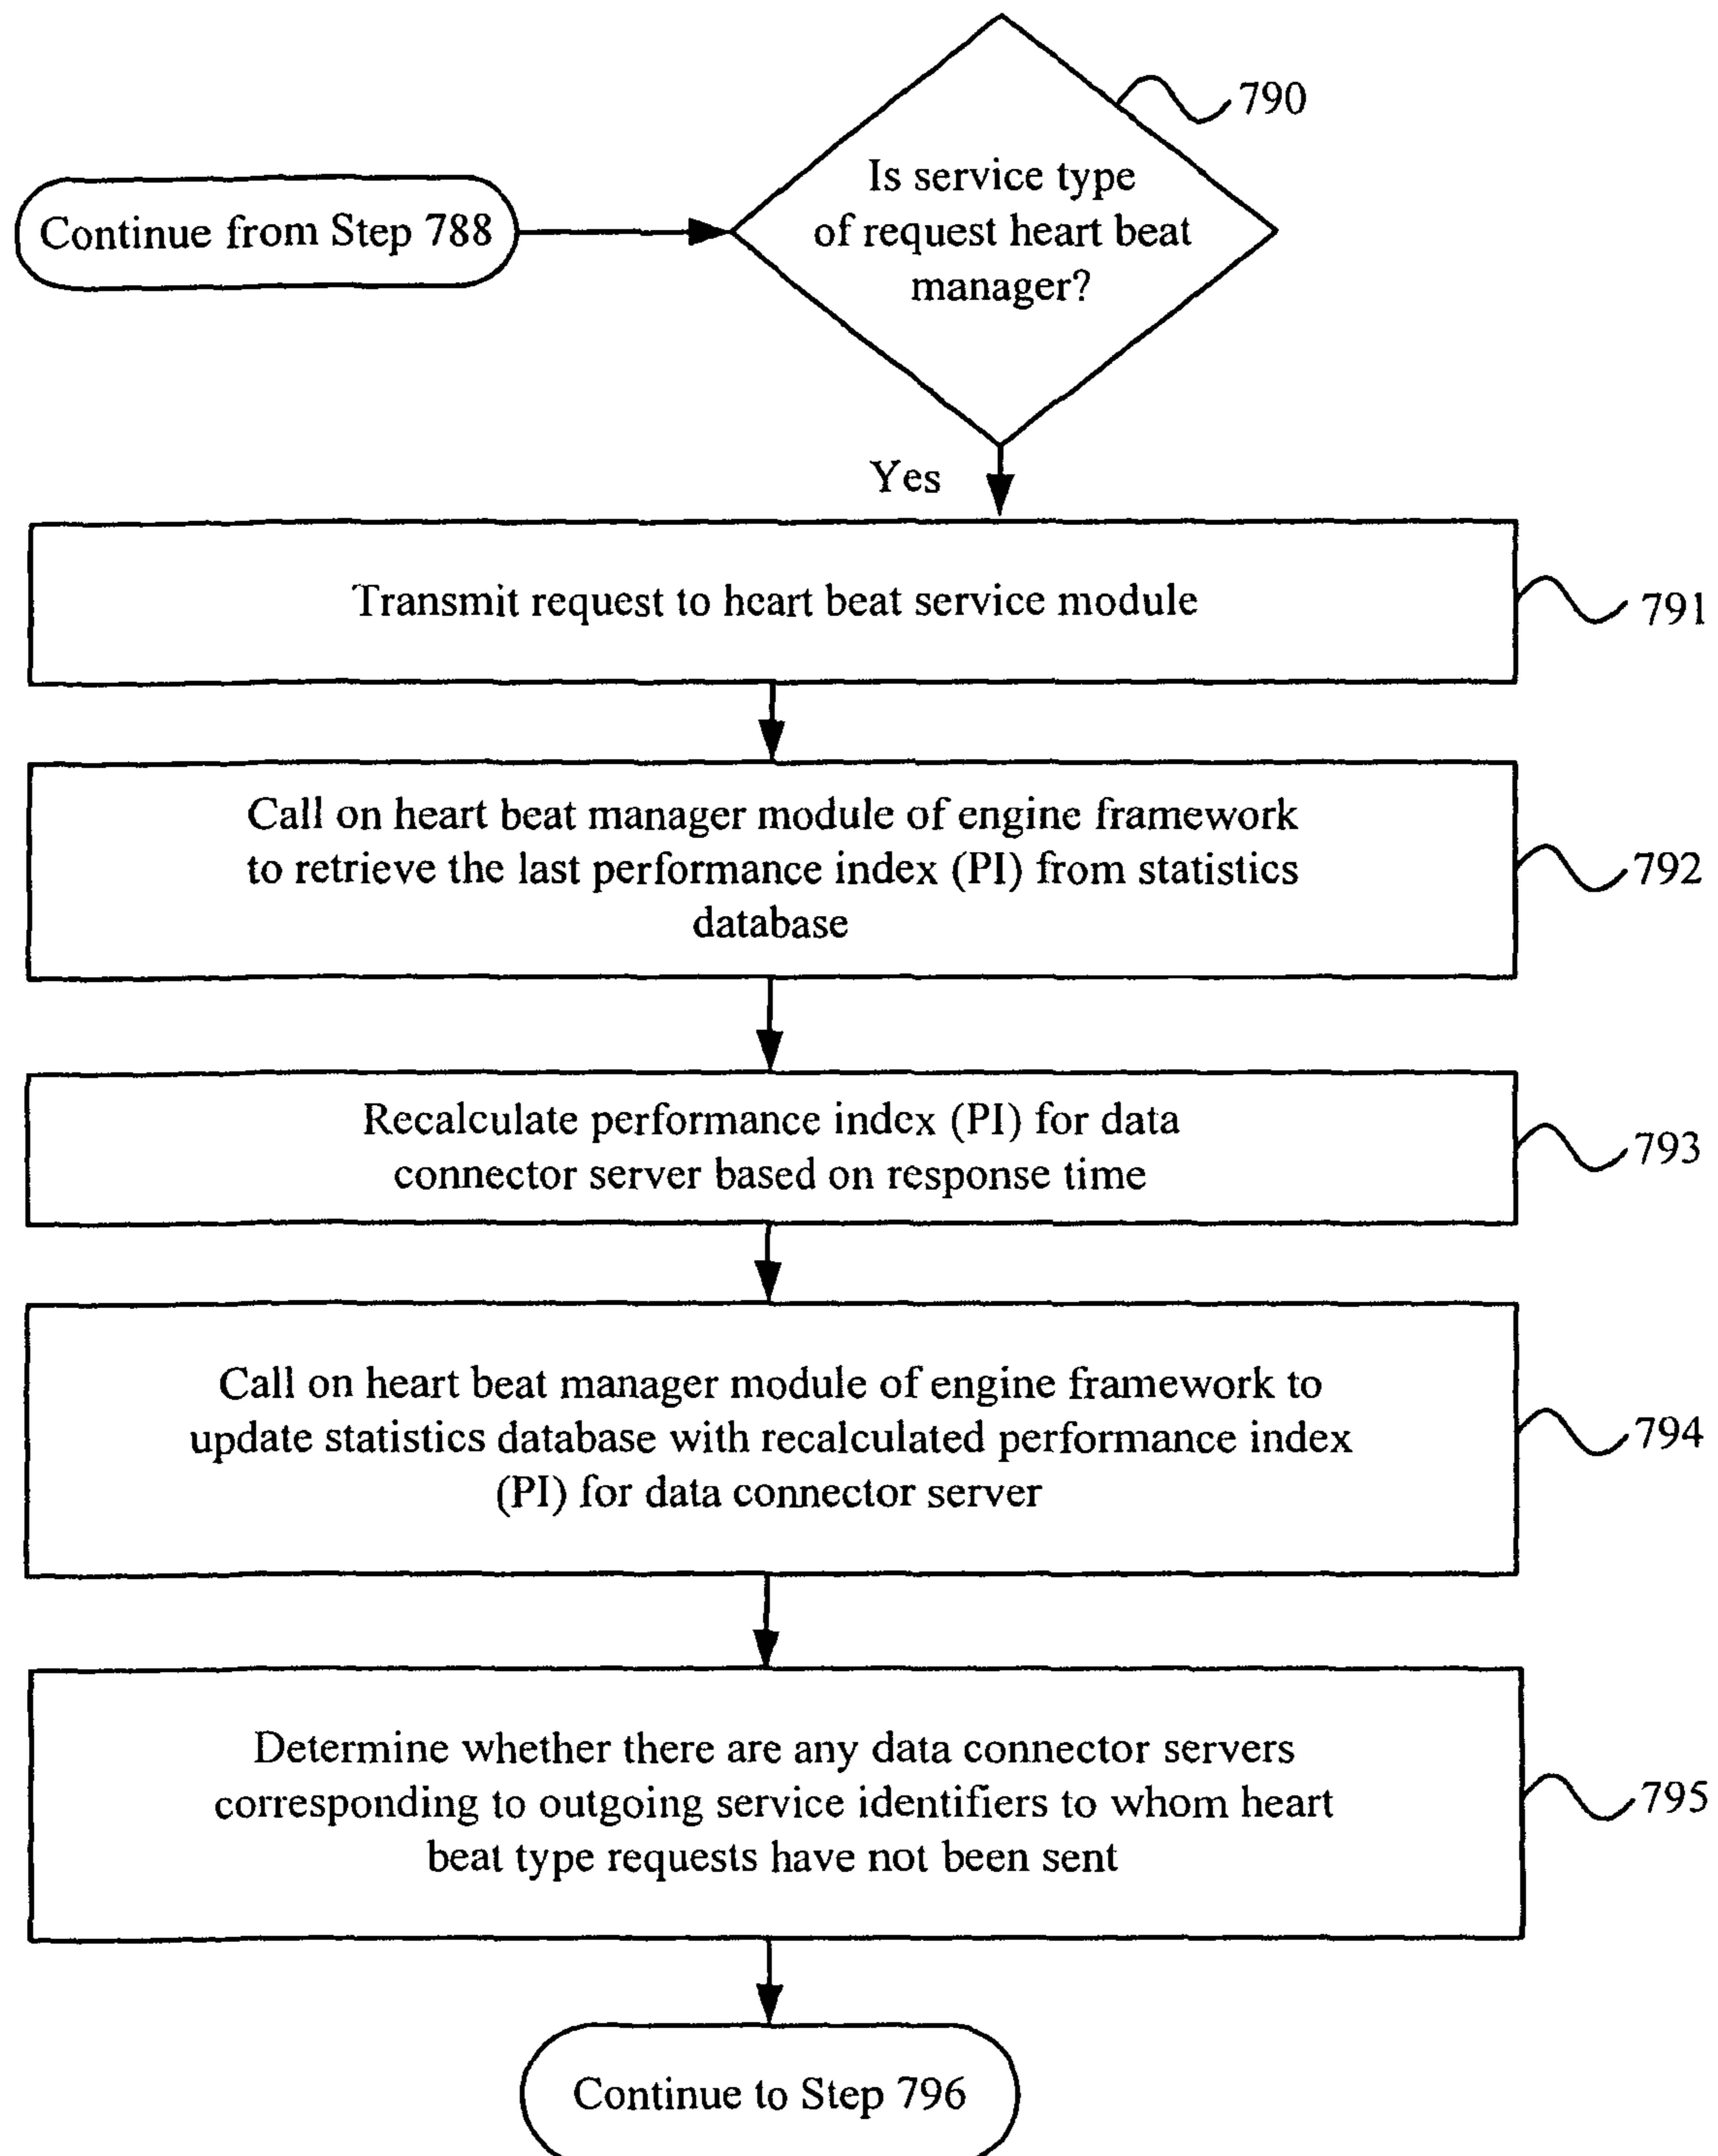 790
Is service type
of request heart beat
manager?
Continue from Step 788
Yes
Transmit request to heart beat service module
791
Call on heart beat manager module of engine framework
to retrieve the last performance index (PI) from statistics
database
792
Recalculate performance index (PI) for data
connector server based on response time
793
Call on heart beat manager module of engine framework to
update statistics database with recalculated performance index
(PI) for data connector server
794
Determine whether there are any data connector servers
corresponding to outgoing service identifiers to whom heart
beat type requests have not been sent
795
Continue to Step 796